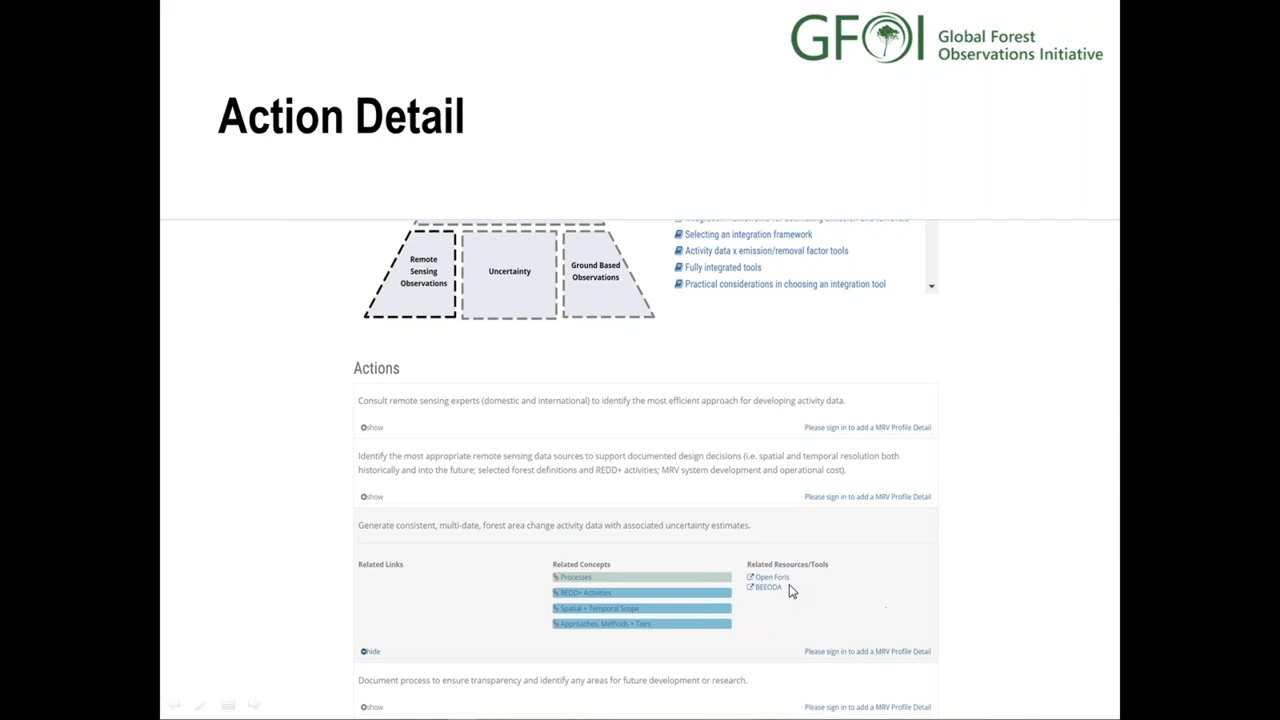 GFOI
Global Forest
Observations Initiative
Action Detail
Remote
Sensing
Observations
Uncertainty
Ground Based
Observations
Selecting an integration framework
Activity data x emission/removal factor tools
Fully integrated tools
Practical considerations in choosing an integration tool
Actions
Consult remote sensing experts (domestic and international) to identify the most efficient approach for developing activity data.
show
Please sign in to add a MRV Profile Detail
Identify the most appropriate remote sensing data sources to support documented design decisions (i.e. spatial and temporal resolution both
historically and into the future; selected forest definitions and REDD+ activities; MRV system development and operational cost).
show
Please sign in to add a MRV Profile Detail
Generate consistent, multi-date, forest area change activity data with associated uncertainty estimates.
Related Links
Related Concepts
Related Resources/Tools
Processes
REDD+ Activities
Spatial + Temporal Scope
Approaches, Methods + Tiers
Open Foris
BEEODA
hide
Please sign in to add a MRV Profile Detail
Document process to ensure transparency and identify any areas for future development or research.
show
Please sign in to add a MRV Profile Detail